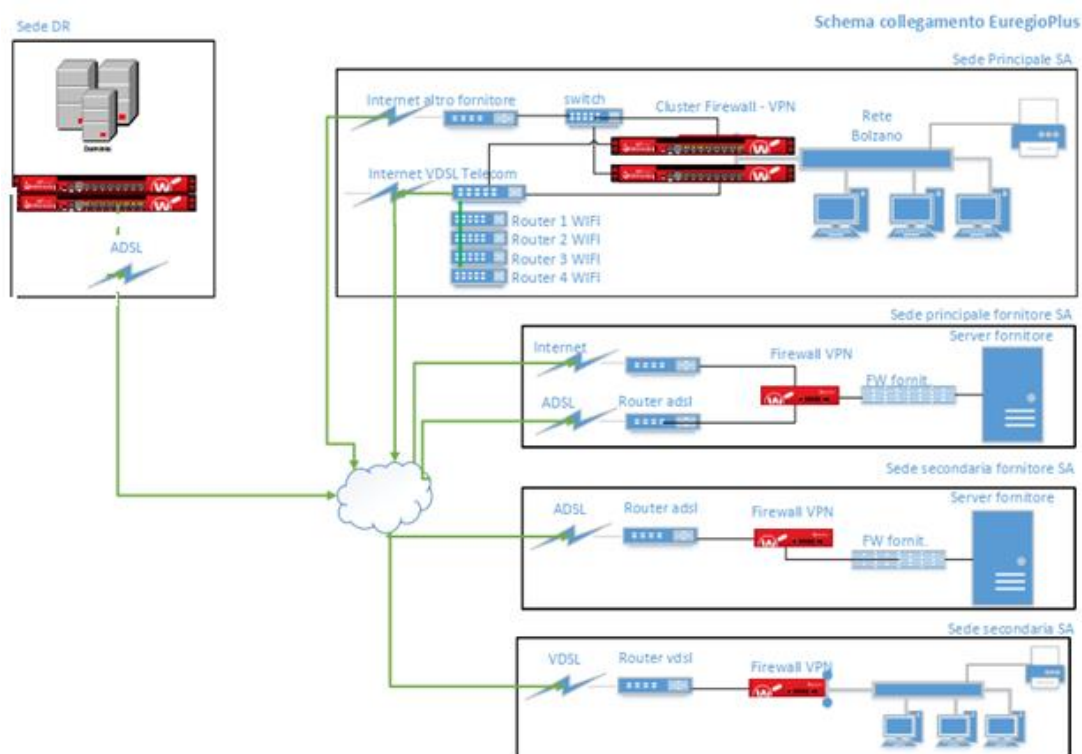 Schema collegamento EuregioPlus
Sede DR
Dominio
ADSL
Sede Principale SA
Internet altro fornitore
switch
Cluster Firewall - VPN
Rete
Bolzano
Internet VDSL Telecom
Router 1 WIFI
Router 2 WIFI
Router 3 WIFI
Router 4 WIFI
Sede principale fornitore SA
Internet
Firewall VPN
Server fornitore
FW fornit.
ADSL
Router adsl
Sede secondaria fornitore SA
ADSL
Router adsl
Firewall VPN
Server fornitore
FW fornit.
Sede secondaria SA
VDSL
Router vdsl
Firewall VPN